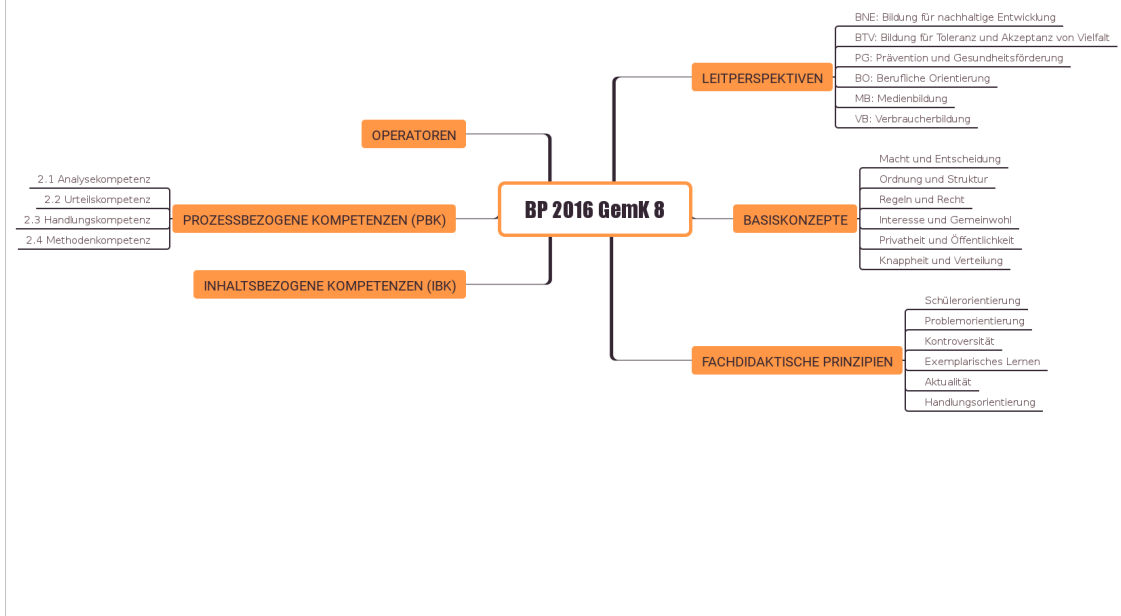 BP 2016 GemK 8
LEITPERSPEKTIVEN
BNE: Bildung für nachhaltige Entwicklung
BTV: Bildung für Toleranz und Akzeptanz von Vielfalt
PG: Prävention und Gesundheitsförderung
BO: Berufliche Orientierung
MB: Medienbildung
VB: Verbraucherbildung
BASISKONZEPTE
Macht und Entscheidung
Ordnung und Struktur
Regeln und Recht
Interesse und Gemeinwohl
Privatheit und Öffentlichkeit
Knappheit und Verteilung
FACHDIDAKTISCHE PRINZIPIEN
Schülerorientierung
Problemorientierung
Kontroversität
Exemplarisches Lernen
Aktualität
Handlungsorientierung
OPERATOREN
PROZESSBEZOGENE KOMPETENZEN (PBK)
2.1 Analysekompetenz
2.2 Urteilskompetenz
2.3 Handlungskompetenz
2.4 Methodenkompetenz
INHALTSBEZOGENE KOMPETENZEN (IBK)